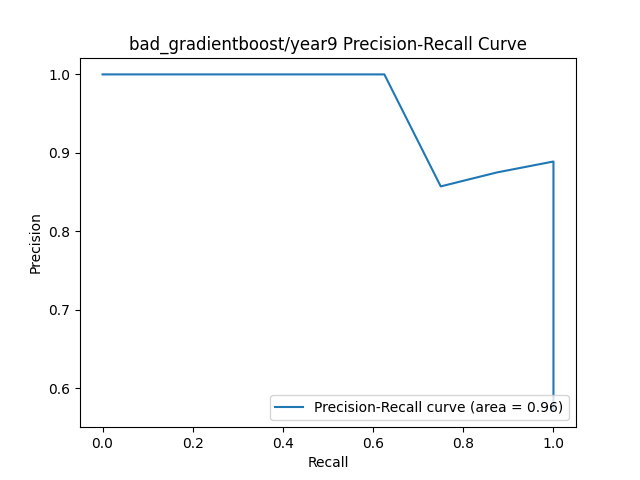 bad_gradientboost/year9 Precision-Recall Curve
1.0
0.9
0.8
0.7
0.6
Precision
0.0 0.2 0.4 0.6 0.8 1.0
Recall
Precision-Recall curve (area = 0.96)